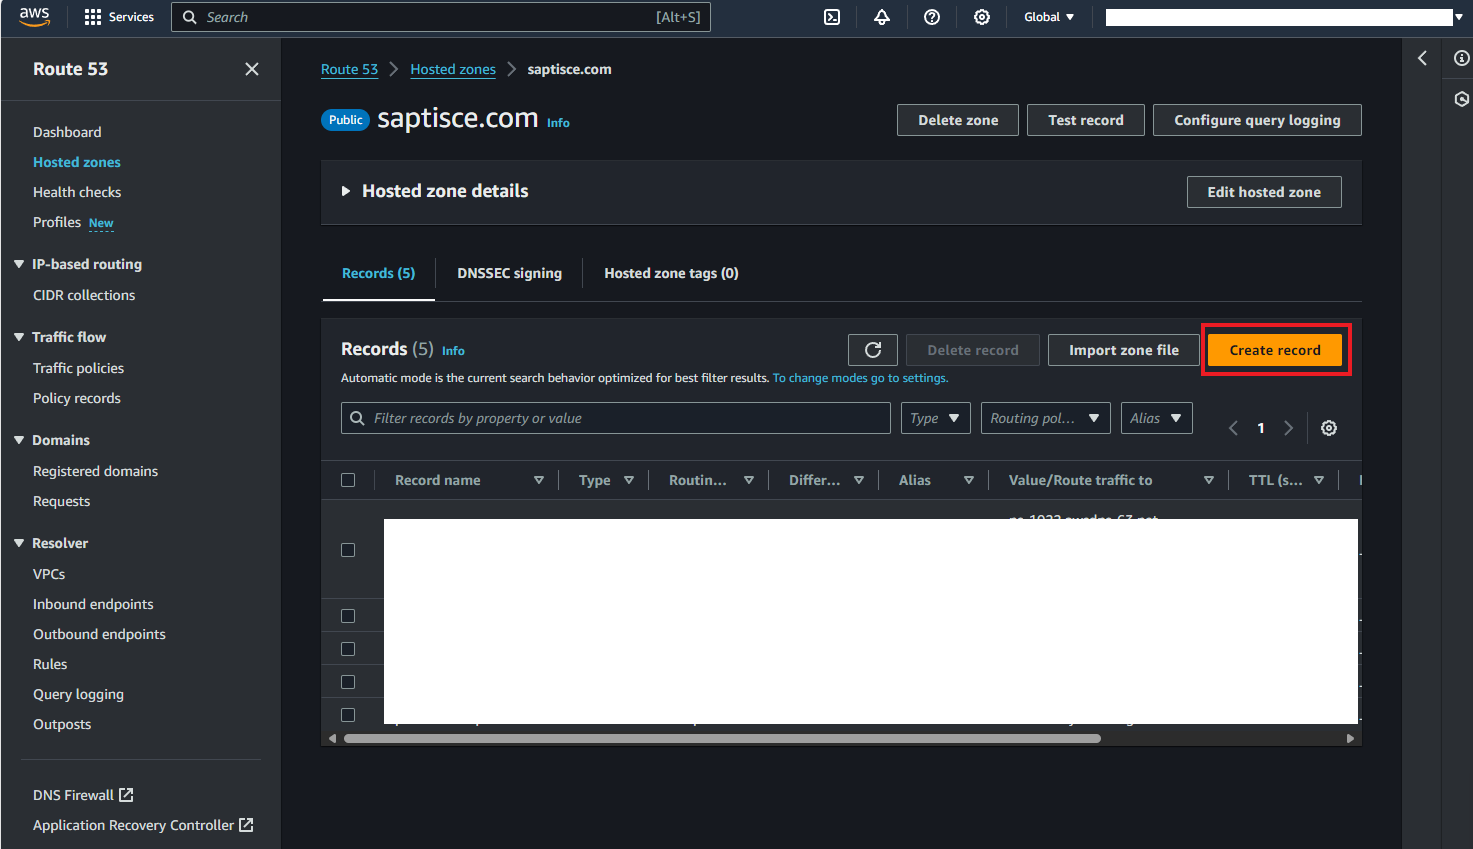 aws
Services
Search
[Alt+S]
Global
Route 53
Dashboard
Hosted zones
Health checks
Profiles New
IP-based routing
CIDR collections
Traffic flow
Traffic policies
Policy records
Domains
Registered domains
Requests
Resolver
VPCs
Inbound endpoints
Outbound endpoints
Rules
Query logging
Outposts
DNS Firewall
Application Recovery Controller
Route 53 Hosted zones saptisce.com
Public saptisce.com Info
Delete zone
Test record
Configure query logging
Hosted zone details
Edit hosted zone
Records (5)
DNSSEC signing
Hosted zone tags (0)
Records (5) Info
Delete record
Import zone file
Create record
Automatic mode is the current search behavior optimized for best filter results. To change modes go to settings.
Filter records by property or value
Type
Routing pol...
Alias
1
Record name
Type
Routin...
Differ...
Alias
Value/Route traffic to
TTL (s...